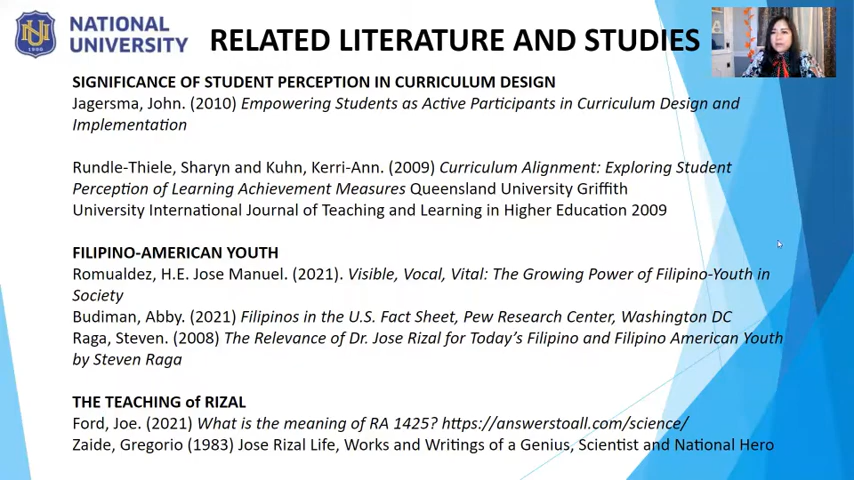 NATIONAL
UNIVERSITY
NU
1900
RELATED LITERATURE AND STUDIES
SIGNIFICANCE OF STUDENT PERCEPTION IN CURRICULUM DESIGN
Jagersma, John. (2010) Empowering Students as Active Participants in Curriculum Design and
Implementation
Rundle-Thiele, Sharyn and Kuhn, Kerri-Ann. (2009) Curriculum Alignment: Exploring Student
Perception of Learning Achievement Measures Queensland University Griffith
University International Journal of Teaching and Learning in Higher Education 2009
FILIPINO-AMERICAN YOUTH
Romualdez, H.E. Jose Manuel. (2021). Visible, Vocal, Vital: The Growing Power of Filipino-Youth in
Society
Budiman, Abby. (2021) Filipinos in the U.S. Fact Sheet, Pew Research Center, Washington DC
Raga, Steven. (2008) The Relevance of Dr. Jose Rizal for Today's Filipino and Filipino American Youth
by Steven Raga
THE TEACHING of RIZAL
Ford, Joe. (2021) What is the meaning of RA 1425? https://answerstoall.com/science/
Zaide, Gregorio (1983) Jose Rizal Life, Works and Writings of a Genius, Scientist and National Hero